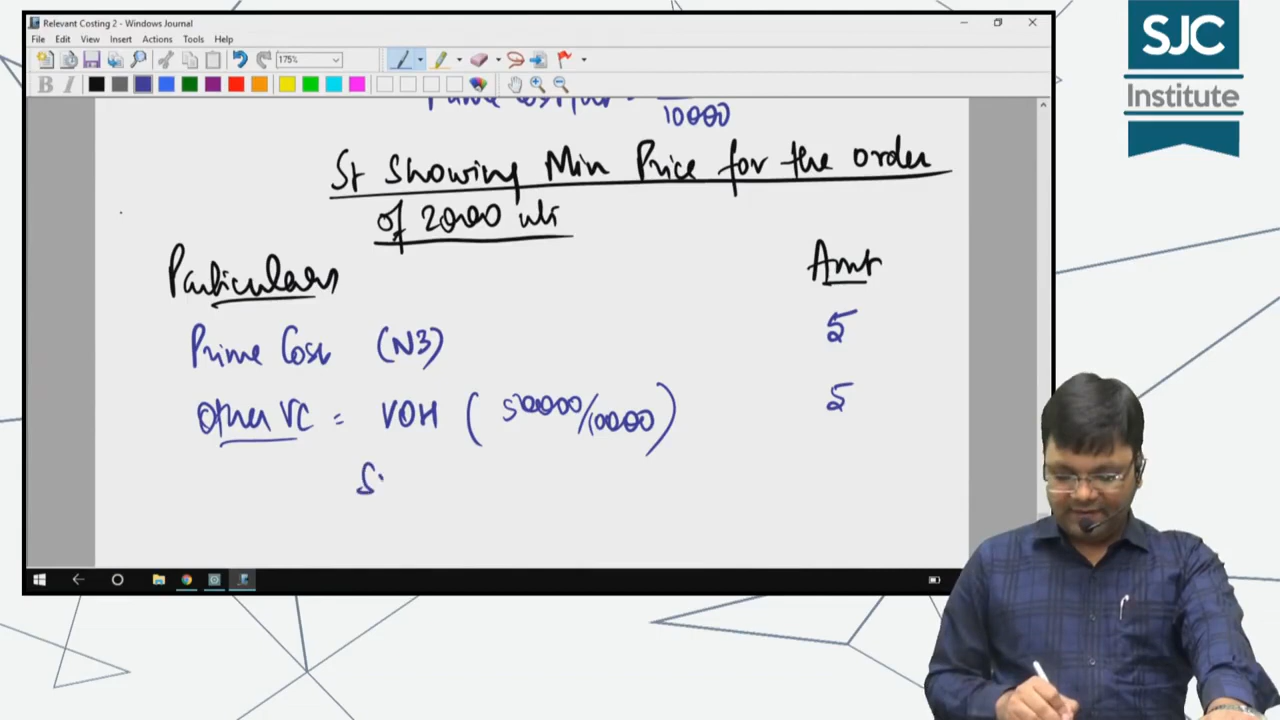 Relevant Costing 2 - Windows Journal
File Edit View Insert Actions Tools Help
175%
B I
10000
St Showing Min Price for the order
of 2000 uts
Particulars Amt
Prime Cost (N3) 5
Other VC = VOH ( 50000/10000 ) 5
S.
SJC
Institute